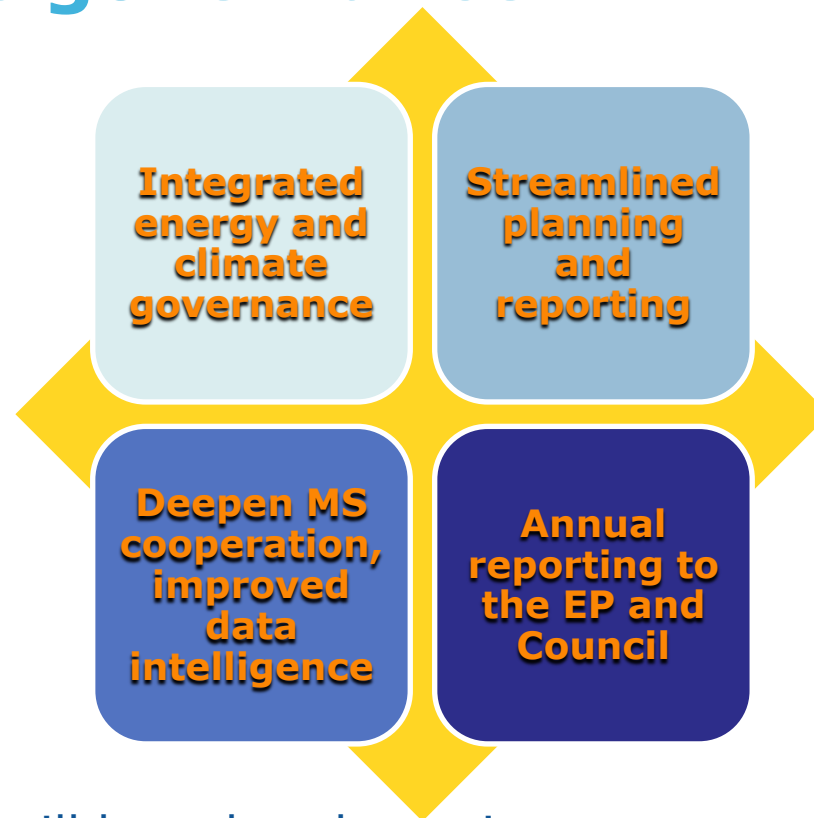 Integrated
energy and
climate
governance
Streamlined
planning
and
reporting
Deepen MS
cooperation,
improved
data
intelligence
Annual
reporting to
the EP and
Council